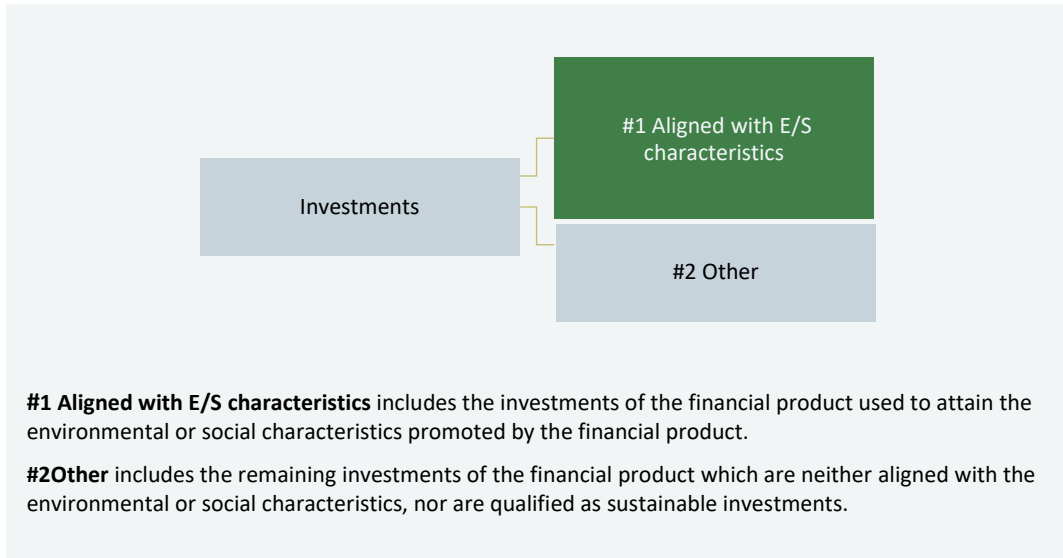 #1 Aligned with E/S
characteristics
Investments
#2 Other
#1 Aligned with E/S characteristics includes the investments of the financial product used to attain the
environmental or social characteristics promoted by the financial product.
#2Other includes the remaining investments of the financial product which are neither aligned with the
environmental or social characteristics, nor are qualified as sustainable investments.